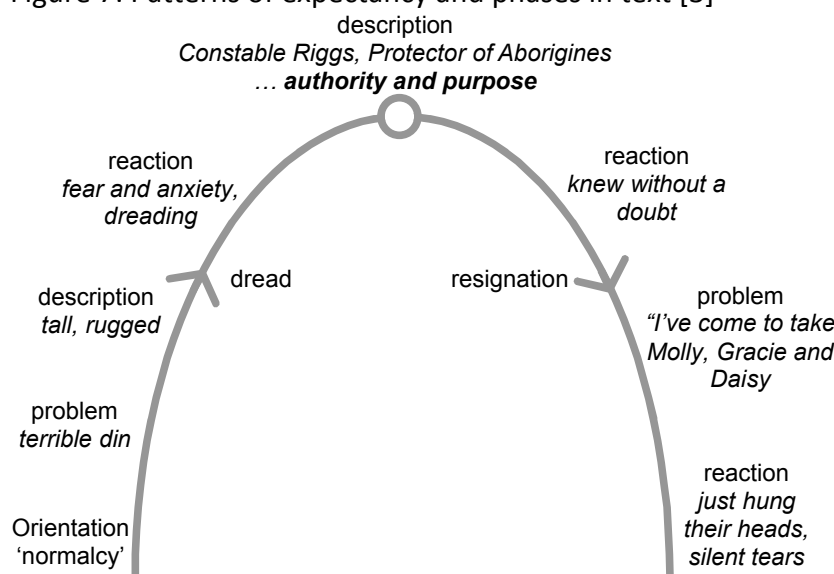 Figure 7: Patterns of expectancy and phases in text [5]
description
Constable Riggs, Protector of Aborigines
… authority and purpose
reaction
fear and anxiety,
dreading
reaction
knew without a
doubt
description
tall, rugged
dread
resignation
problem
“I’ve come to take
Molly, Gracie and
Daisy
problem
terrible din
reaction
just hung
their heads,
silent tears
Orientation
‘normalcy’